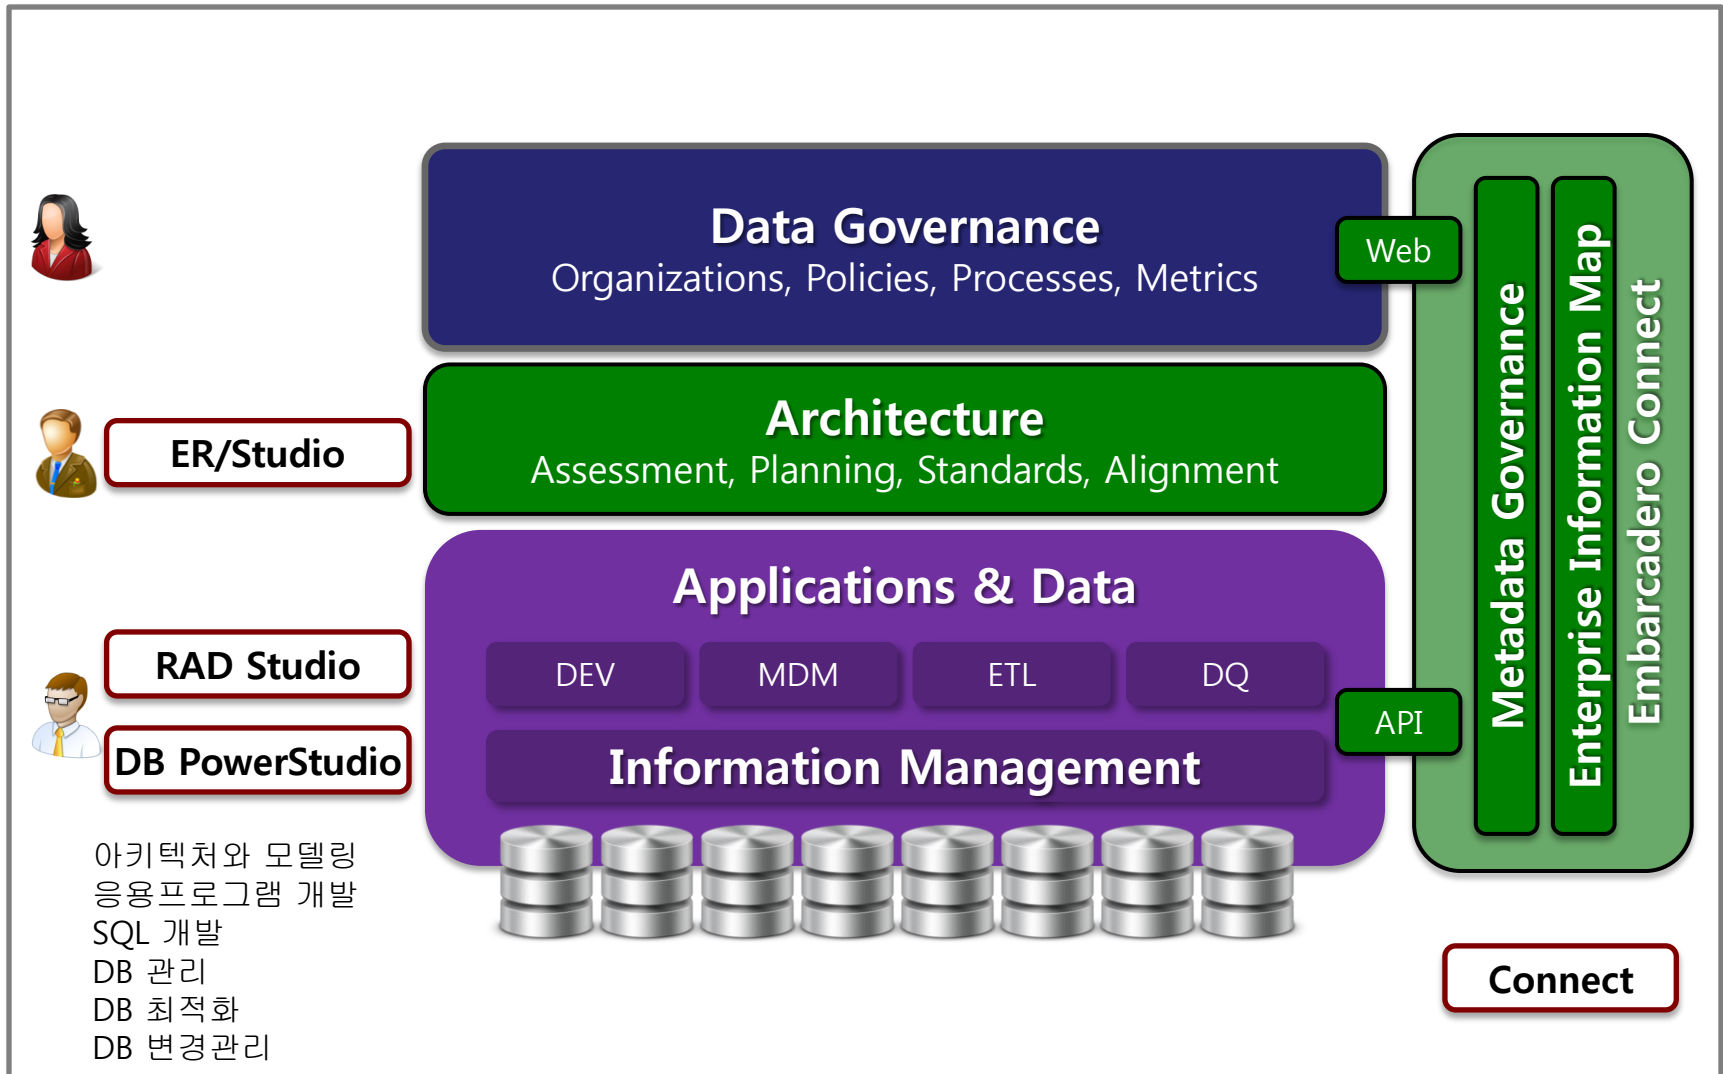 Data Governance
Organizations, Policies, Processes, Metrics
Web
ER/Studio
Architecture
Assessment, Planning, Standards, Alignment
Applications & Data
RAD Studio
DEV
MDM
ETL
DQ
API
DB PowerStudio
Information Management
Metadata Governance
Enterprise Information Map
Embarcadero Connect
아키텍처와 모델링
응용프로그램 개발
SQL 개발
DB 관리
DB 최적화
DB 변경관리
Connect